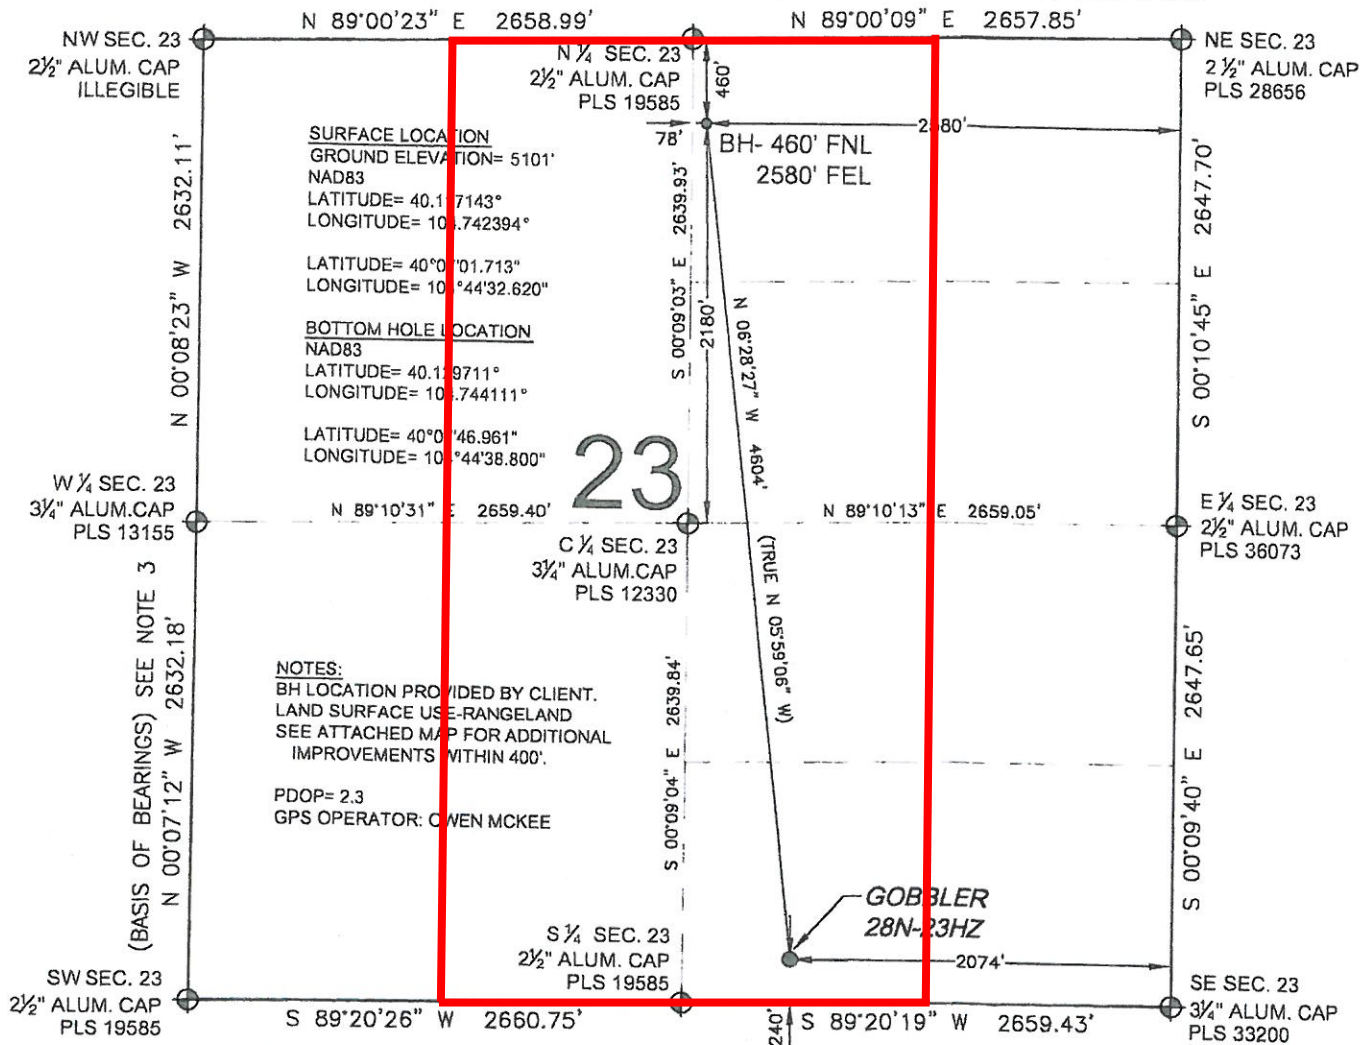 N 89°00'23" E 2658.99'
N 89°00'09" E 2657.85'
NW SEC. 23
2½" ALUM. CAP
ILLEGIBLE
N ¼ SEC. 23
2½" ALUM. CAP
PLS 19585
NE SEC. 23
2 ½" ALUM. CAP
PLS 28656
460'
78'
2580'
BH- 460' FNL
2580' FEL
N 00°08'23" W 2632.11'
SURFACE LOCATION
GROUND ELEVATION= 5101'
NAD83
LATITUDE= 40.117143°
LONGITUDE= 104.742394°
LATITUDE= 40°07'01.713"
LONGITUDE= 104°44'32.620"
BOTTOM HOLE LOCATION
NAD83
LATITUDE= 40.129711°
LONGITUDE= 104.744111°
LATITUDE= 40°07'46.961"
LONGITUDE= 104°44'38.800"
S 00°09'03" E 2639.93'
2180'
N 06°28'27" W 4604'
(TRUE N 05°59'06" W)
S 00°10'45" E 2647.70'
23
W ¼ SEC. 23
3¼" ALUM.CAP
PLS 13155
N 89°10'31" E 2659.40'
N 89°10'13" E 2659.05'
C ¼ SEC. 23
3¼" ALUM.CAP
PLS 12330
E ¼ SEC. 23
2½" ALUM. CAP
PLS 36073
(BASIS OF BEARINGS) SEE NOTE 3
N 00°07'12" W 2632.18'
NOTES:
BH LOCATION PROVIDED BY CLIENT.
LAND SURFACE USE-RANGELAND
SEE ATTACHED MAP FOR ADDITIONAL
IMPROVEMENTS WITHIN 400'.
PDOP= 2.3
GPS OPERATOR: OWEN MCKEE
S 00°09'04" E 2639.84'
S 00°09'40" E 2647.65'
GOBBLER
28N-23HZ
2074'
S ¼ SEC. 23
2½" ALUM. CAP
PLS 19585
SW SEC. 23
2½" ALUM. CAP
PLS 19585
SE SEC. 23
3¼" ALUM. CAP
PLS 33200
S 89°20'26" W 2660.75'
240'
S 89°20'19" W 2659.43'